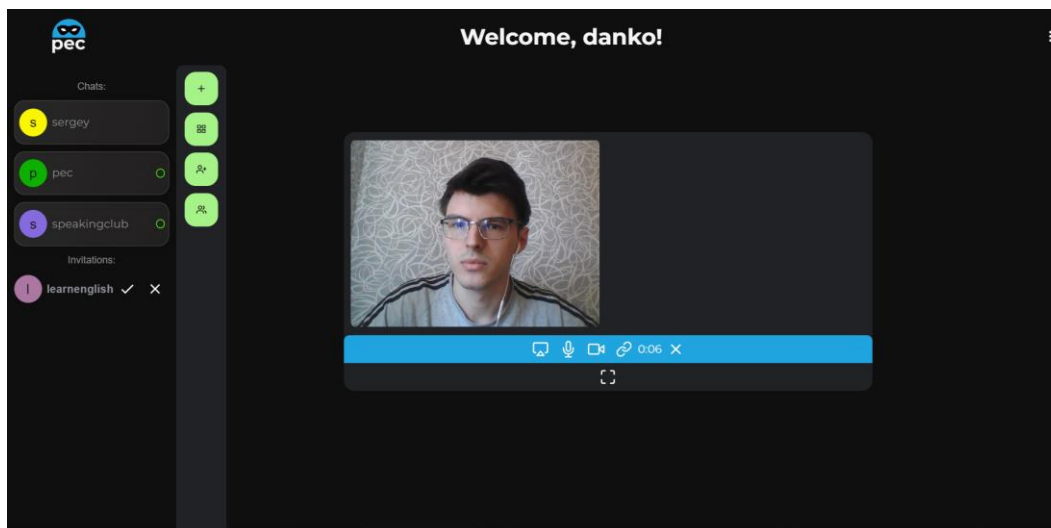 pec
Welcome, danko!
Chats:
s sergey
p pec
s speakingclub
Invitations:
l learnenglish
0:06